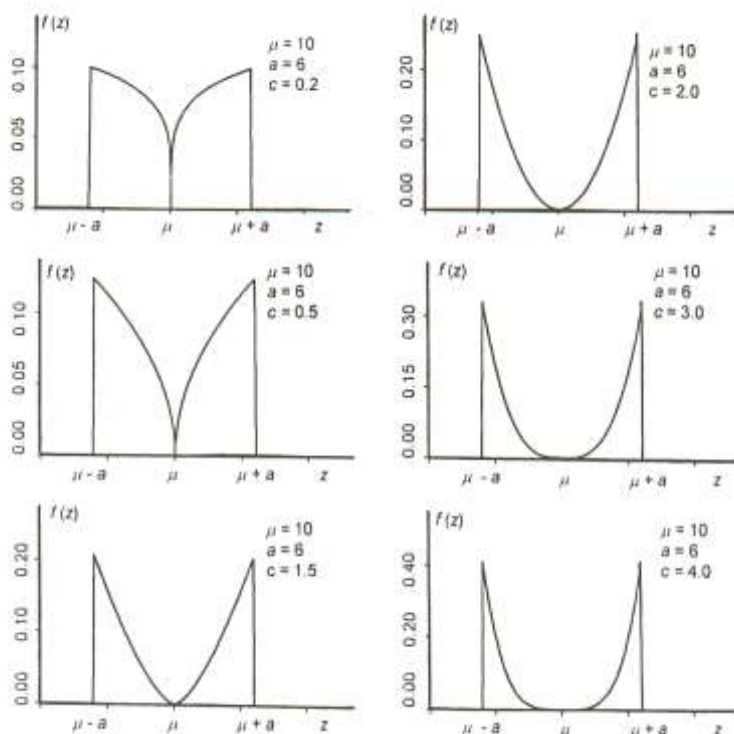 f (z)
μ = 10
a = 6
c = 0.2
0.10
0.05
0.00
μ - a
μ
μ + a
z
f (z)
μ = 10
a = 6
c = 2.0
0.20
0.10
0.00
μ - a
μ
μ + a
z
f (z)
μ = 10
a = 6
c = 0.5
0.10
0.05
0.00
μ - a
μ
μ + a
z
f (z)
μ = 10
a = 6
c = 3.0
0.30
0.15
0.00
μ - a
μ
μ + a
z
f (z)
μ = 10
a = 6
c = 1.5
0.20
0.10
0.00
μ - a
μ
μ + a
z
f (z)
μ = 10
a = 6
c = 4.0
0.40
0.20
0.00
μ - a
μ
μ + a
z